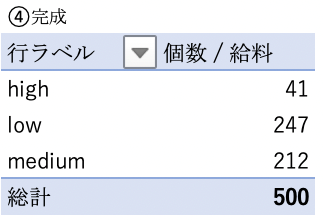 ④完成
行ラベル 個数 / 給料
high 41
low 247
medium 212
総計 500